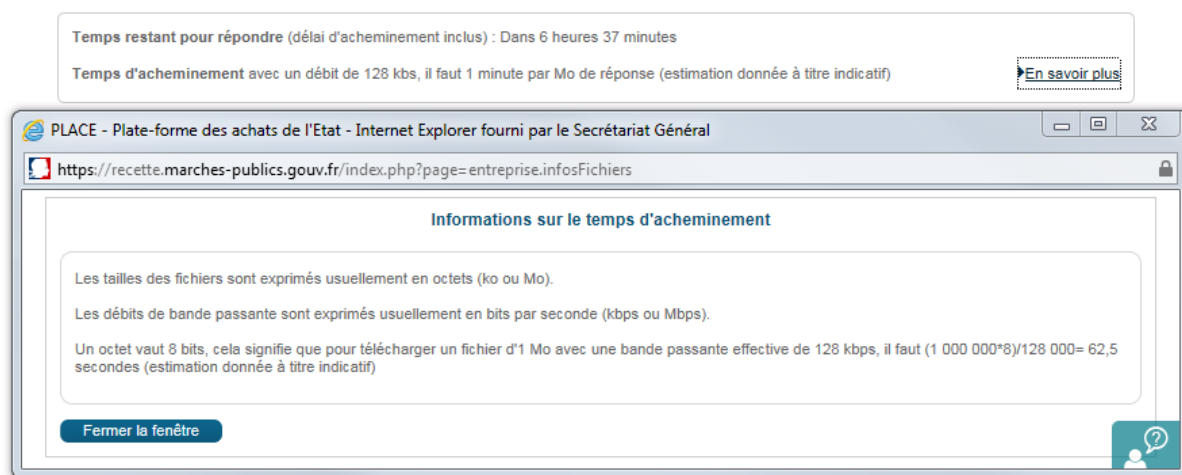 Temps restant pour répondre (délai d'acheminement inclus) : Dans 6 heures 37 minutes
Temps d'acheminement avec un débit de 128 kbs, il faut 1 minute par Mo de réponse (estimation donnée à titre indicatif)
En savoir plus
PLACE - Plate-forme des achats de l'Etat - Internet Explorer fourni par le Secrétariat Général
https://recette.marches-publics.gouv.fr/index.php?page=entreprise.infosFichiers
Informations sur le temps d'acheminement
Les tailles des fichiers sont exprimés usuellement en octets (ko ou Mo).
Les débits de bande passante sont exprimés usuellement en bits par seconde (kbps ou Mbps).
Un octet vaut 8 bits, cela signifie que pour télécharger un fichier d'1 Mo avec une bande passante effective de 128 kbps, il faut (1 000 000*8)/128 000= 62,5
secondes (estimation donnée à titre indicatif)
Fermer la fenêtre